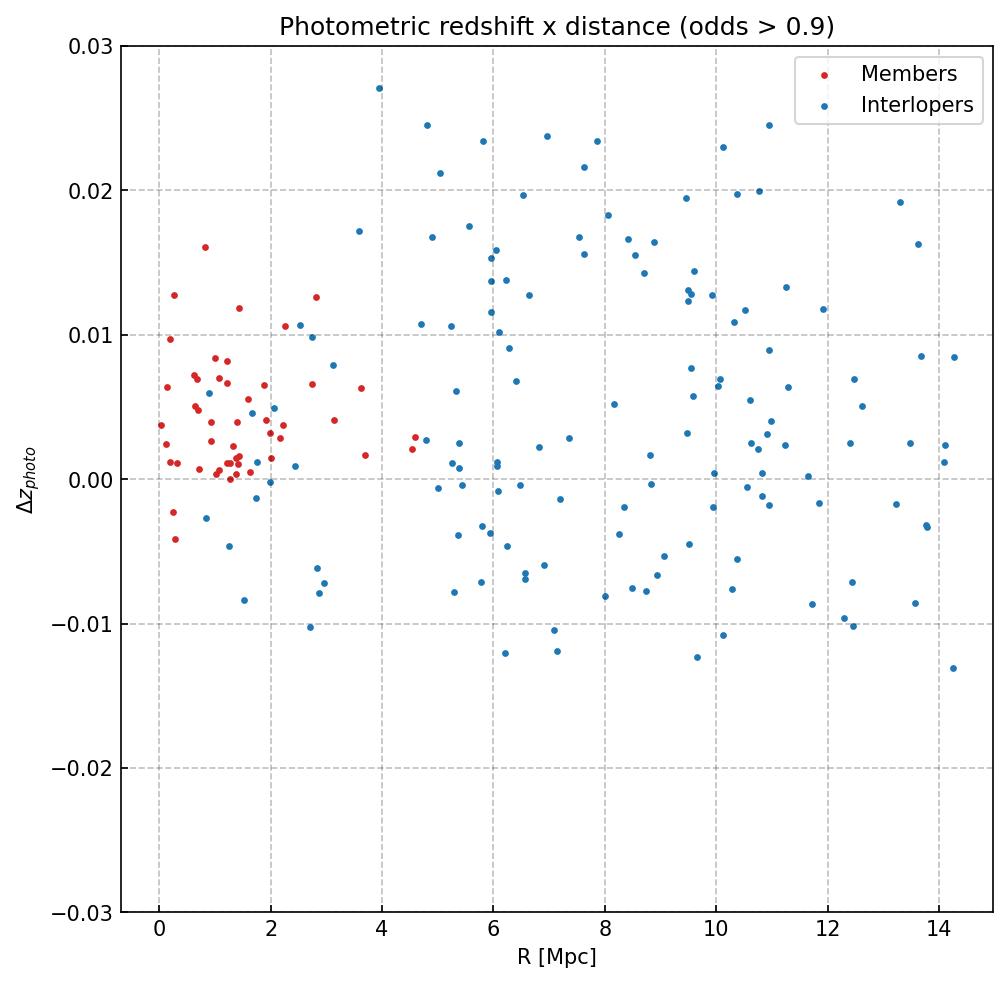 Photometric redshift x distance (odds > 0.9)
Members
Interlopers
0.03
0.02
0.01
0.00
−0.01
−0.02
−0.03
Δz_photo
0 2 4 6 8 10 12 14
R [Mpc]